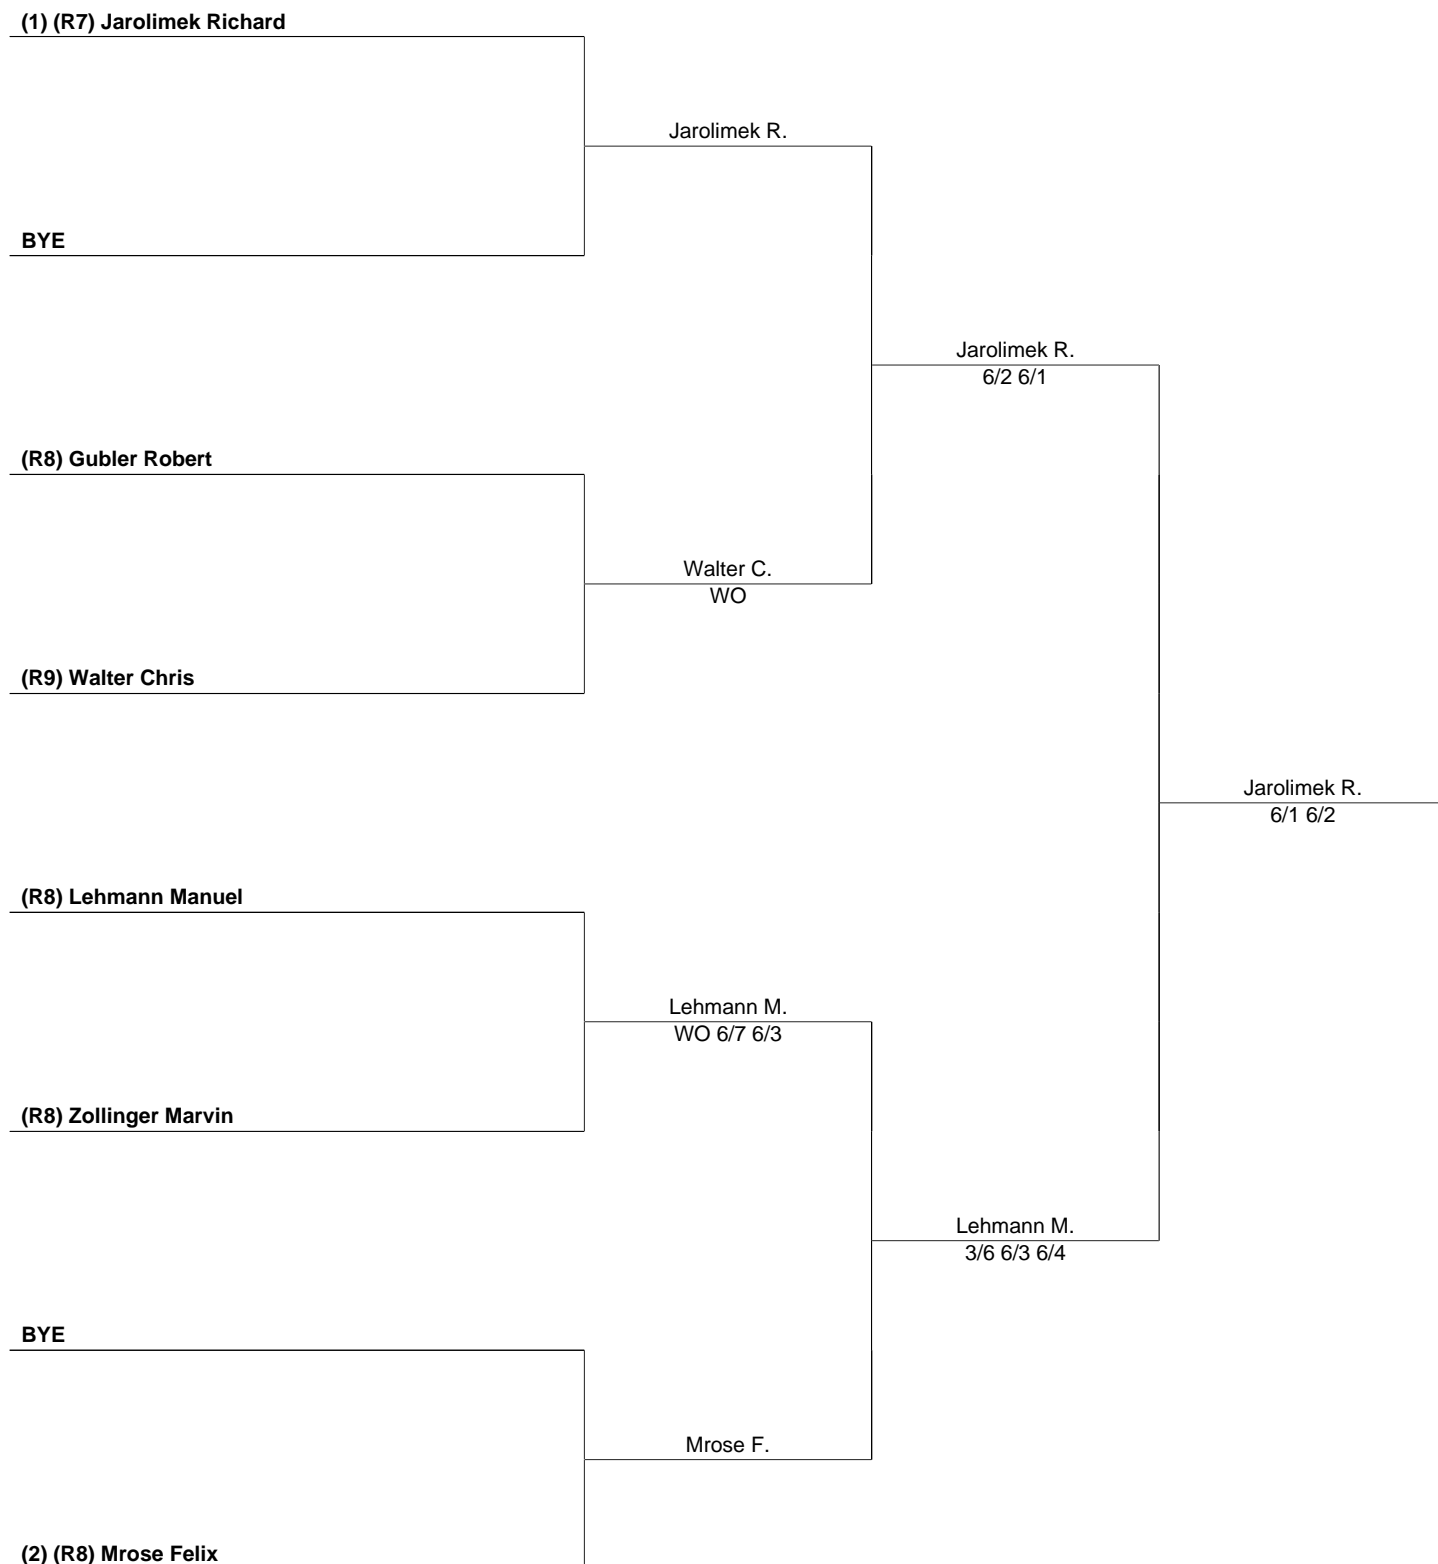 (1) (R7) Jarolimek Richard
Jarolimek R.
BYE
Jarolimek R.
6/2 6/1
(R8) Gubler Robert
Walter C.
WO
(R9) Walter Chris
Jarolimek R.
6/1 6/2
(R8) Lehmann Manuel
Lehmann M.
WO 6/7 6/3
(R8) Zollinger Marvin
Lehmann M.
3/6 6/3 6/4
BYE
Mrose F.
(2) (R8) Mrose Felix